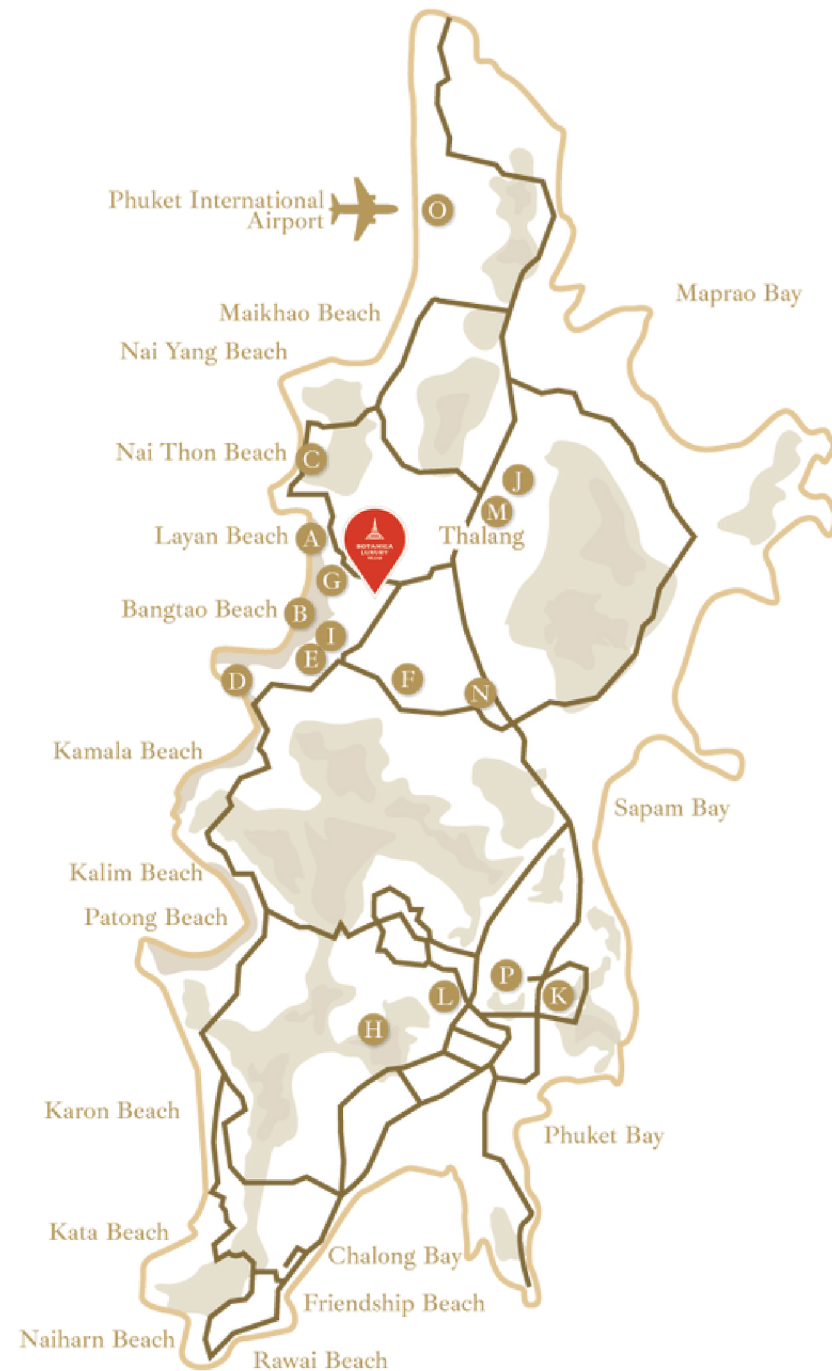 Phuket International
Airport
O
Maprao Bay
Maikhao Beach
Nai Yang Beach
Nai Thon Beach
C
J
M
Layan Beach
A
BOTANICA
LUXURY
Thalang
G
Bangtao Beach
B
I
E
D
F
N
Kamala Beach
Sapam Bay
Kalim Beach
Patong Beach
P
L
K
H
Karon Beach
Phuket Bay
Kata Beach
Chalong Bay
Friendship Beach
Naiharn Beach
Rawai Beach